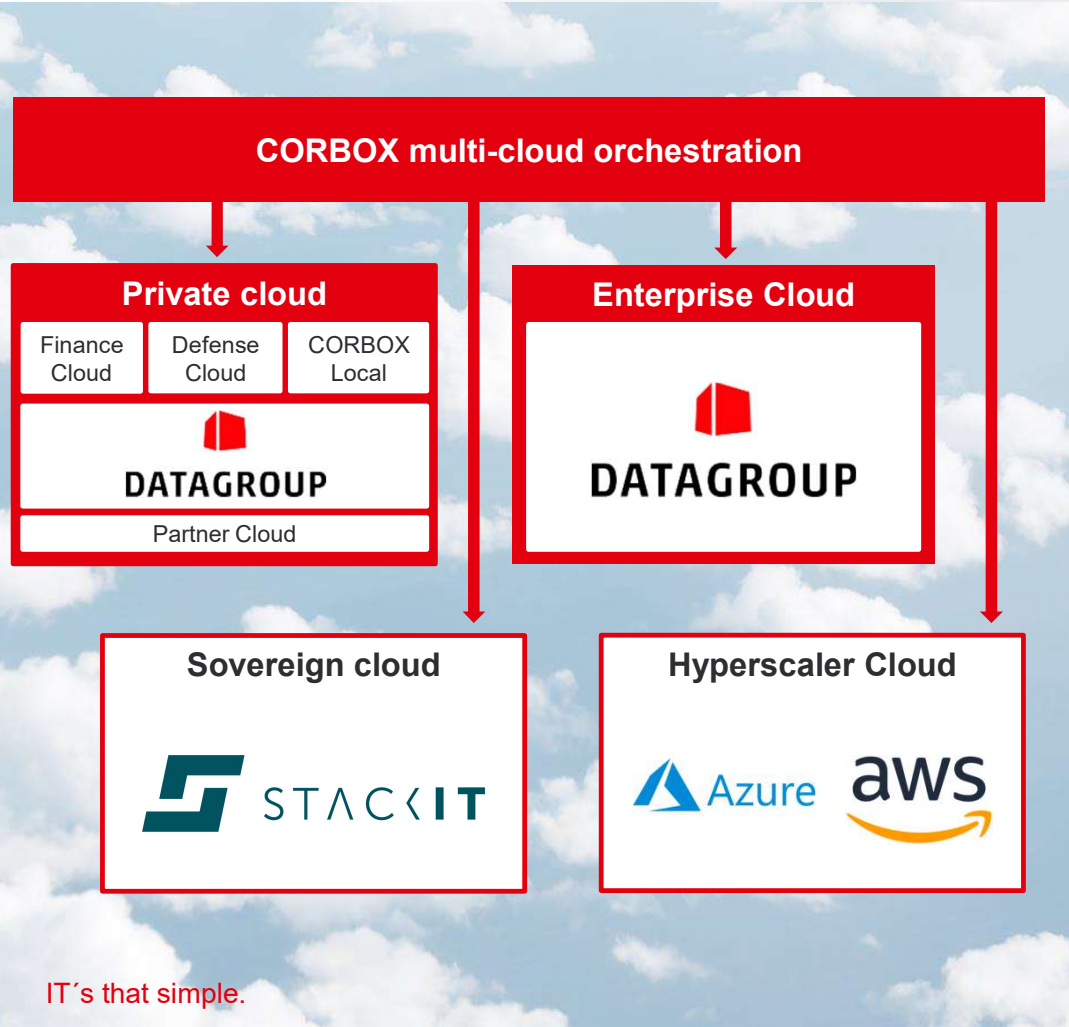 CORBOX multi-cloud orchestration
Private cloud
Finance
Cloud
Defense
Cloud
CORBOX
Local
DATAGROUP
Partner Cloud
Enterprise Cloud
DATAGROUP
Sovereign cloud
STACKIT
Hyperscaler Cloud
Azure
aws
IT´s that simple.